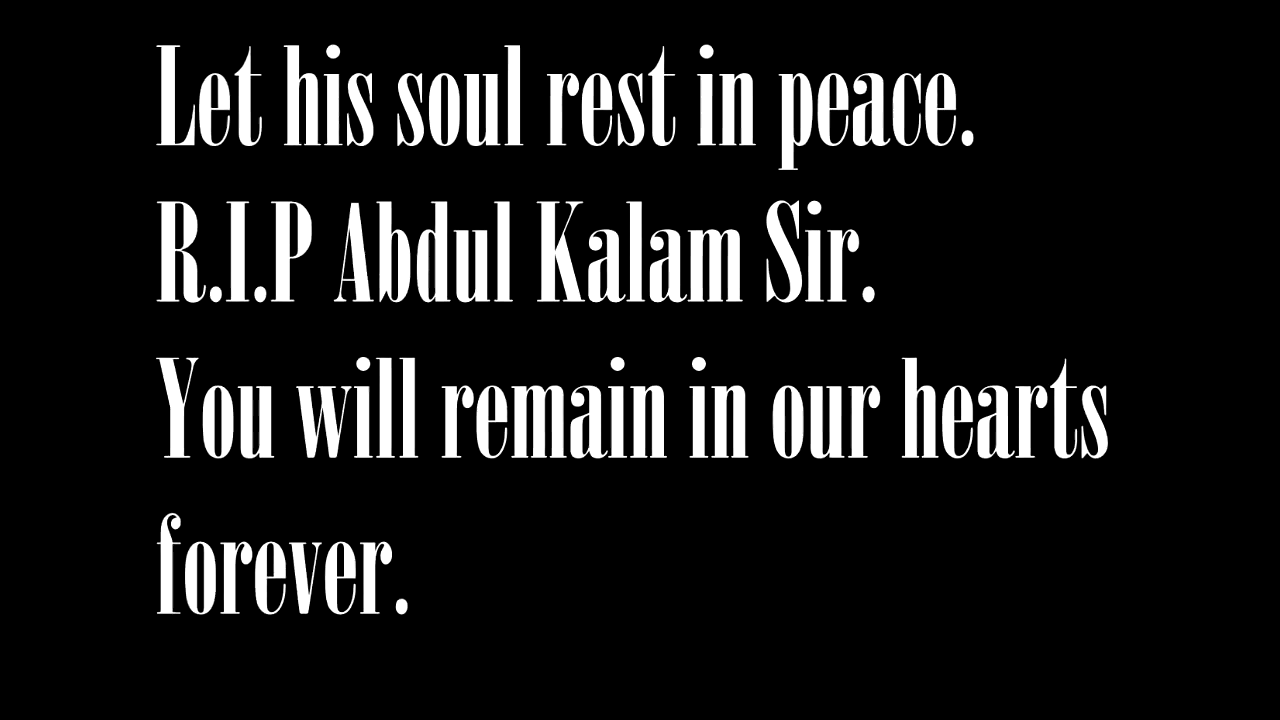 Let his soul rest in peace.
R.I.P Abdul Kalam Sir.
You will remain in our hearts
forever.